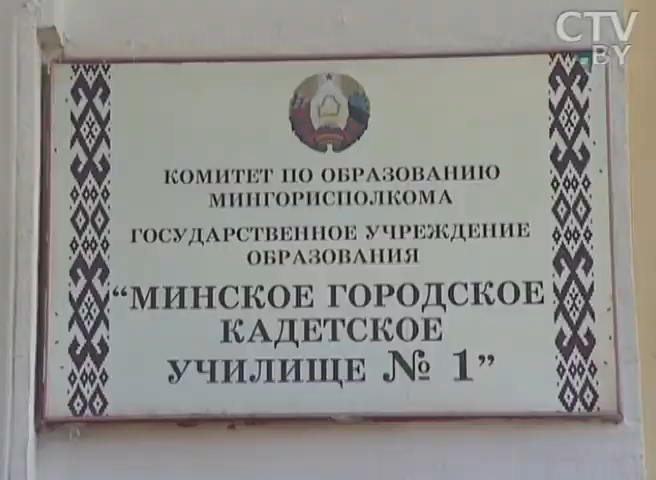 CTV
BY
КОМИТЕТ ПО ОБРАЗОВАНИЮ
МИНГОРИСПОЛКОМА
ГОСУДАРСТВЕННОЕ УЧРЕЖДЕНИЕ
ОБРАЗОВАНИЯ
“МИНСКОЕ ГОРОДСКОЕ
КАДЕТСКОЕ
УЧИЛИЩЕ № 1”